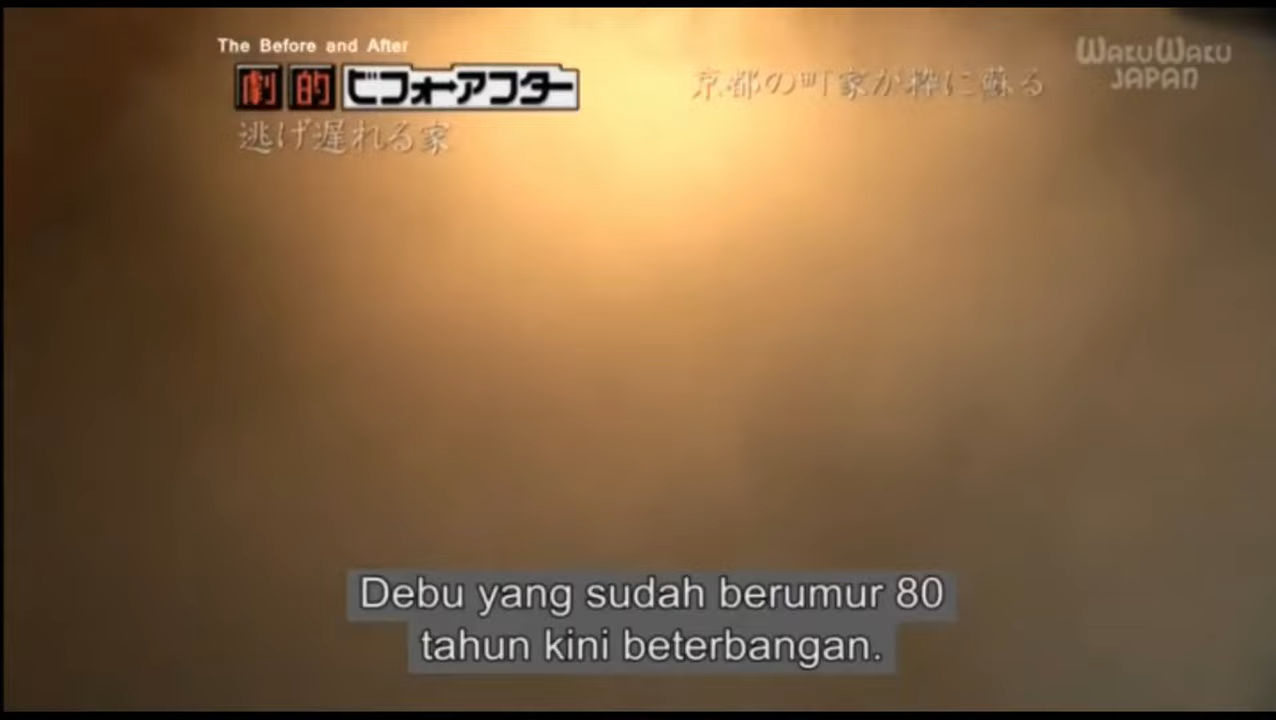 The Before and After
劇的ビフォーアフター
京都の町家が粋に蘇る
WAKUWAKU
JAPAN
逃げ遅れる家
Debu yang sudah berumur 80
tahun kini beterbangan.